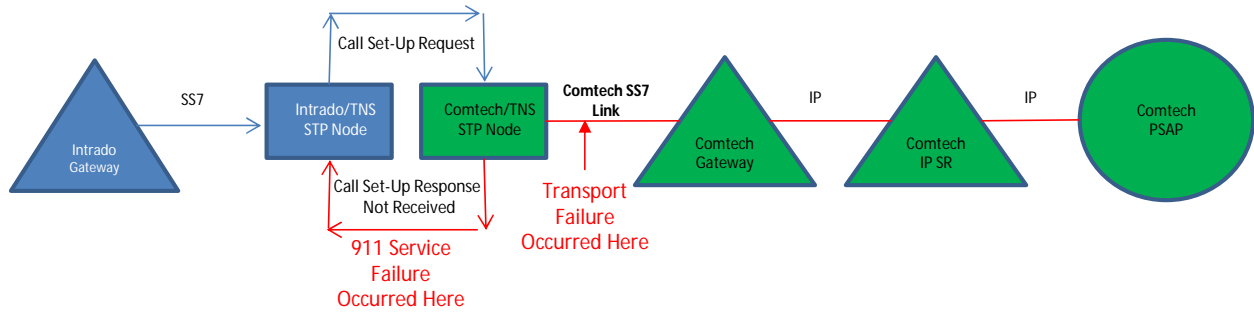 Call Set-Up Request
SS7
Intrado
Gateway
Intrado/TNS
STP Node
Comtech/TNS
STP Node
Comtech SS7
Link
Comtech
Gateway
IP
Comtech
IP SR
IP
Comtech
PSAP
Call Set-Up Response
Not Received
911 Service
Failure
Occurred Here
Transport
Failure
Occurred Here